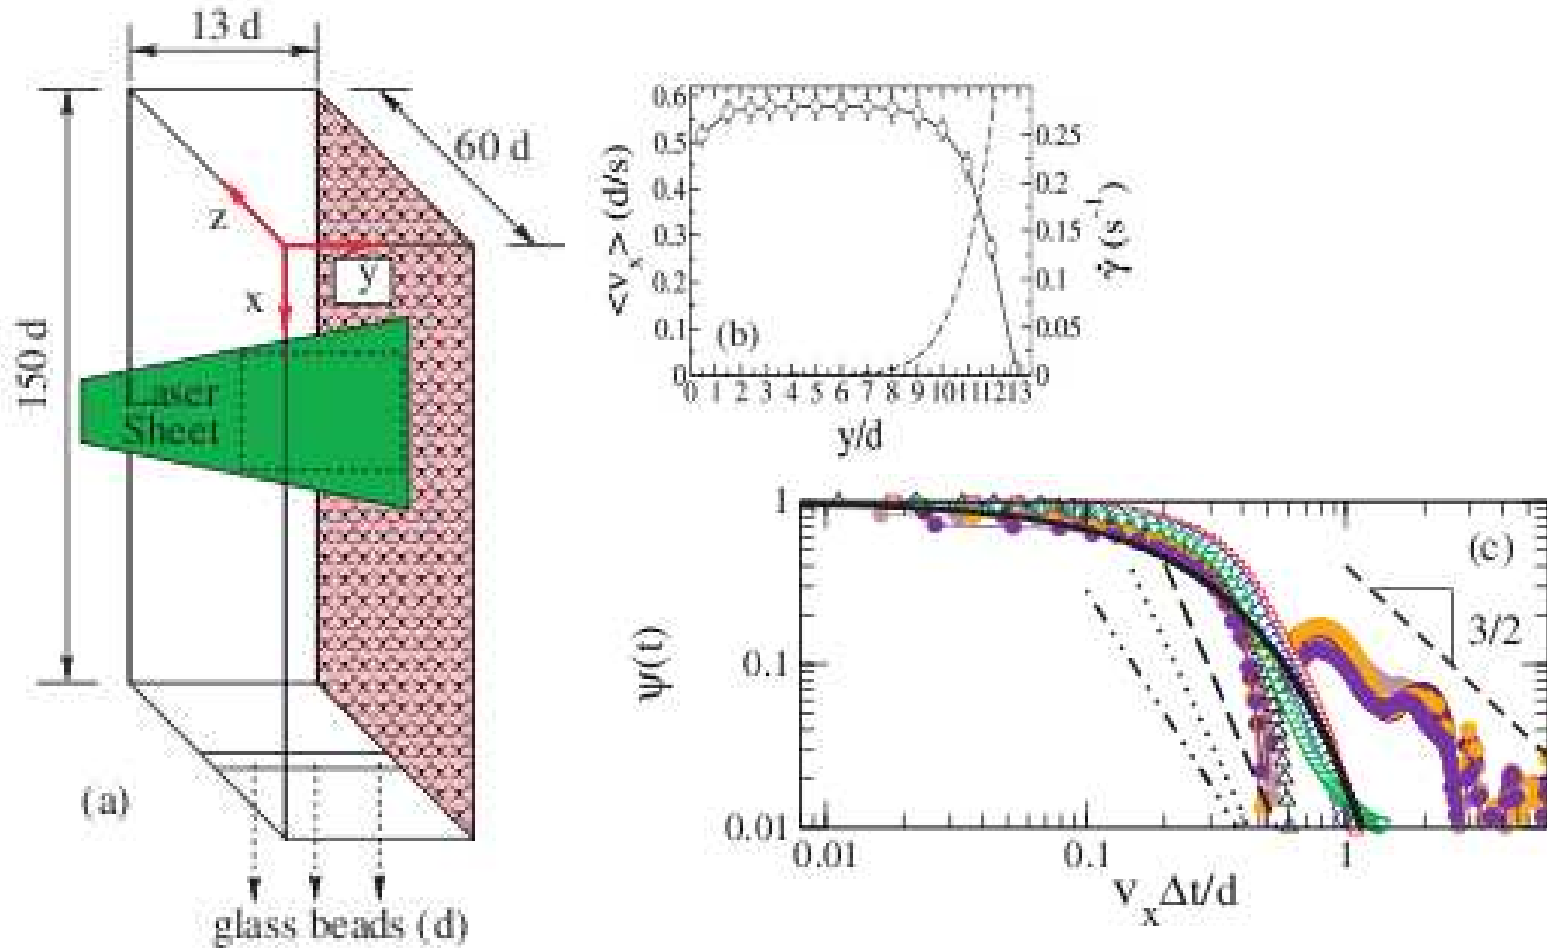 13 d
60 d
z
y
x
150 d
Laser
Sheet
(a)
glass beads (d)
<v_x> (d/s)
0.6
0.5
0.4
0.3
0.2
0.1
0
(b)
0.25
0.2
0.15
0.1
0.05
0
γ̇ (s⁻¹)
0 1 2 3 4 5 6 7 8 9 10 11 12 13
y/d
ψ(t)
1
0.1
0.01
(c)
3/2
0.01 0.1 1
v_x Δt/d